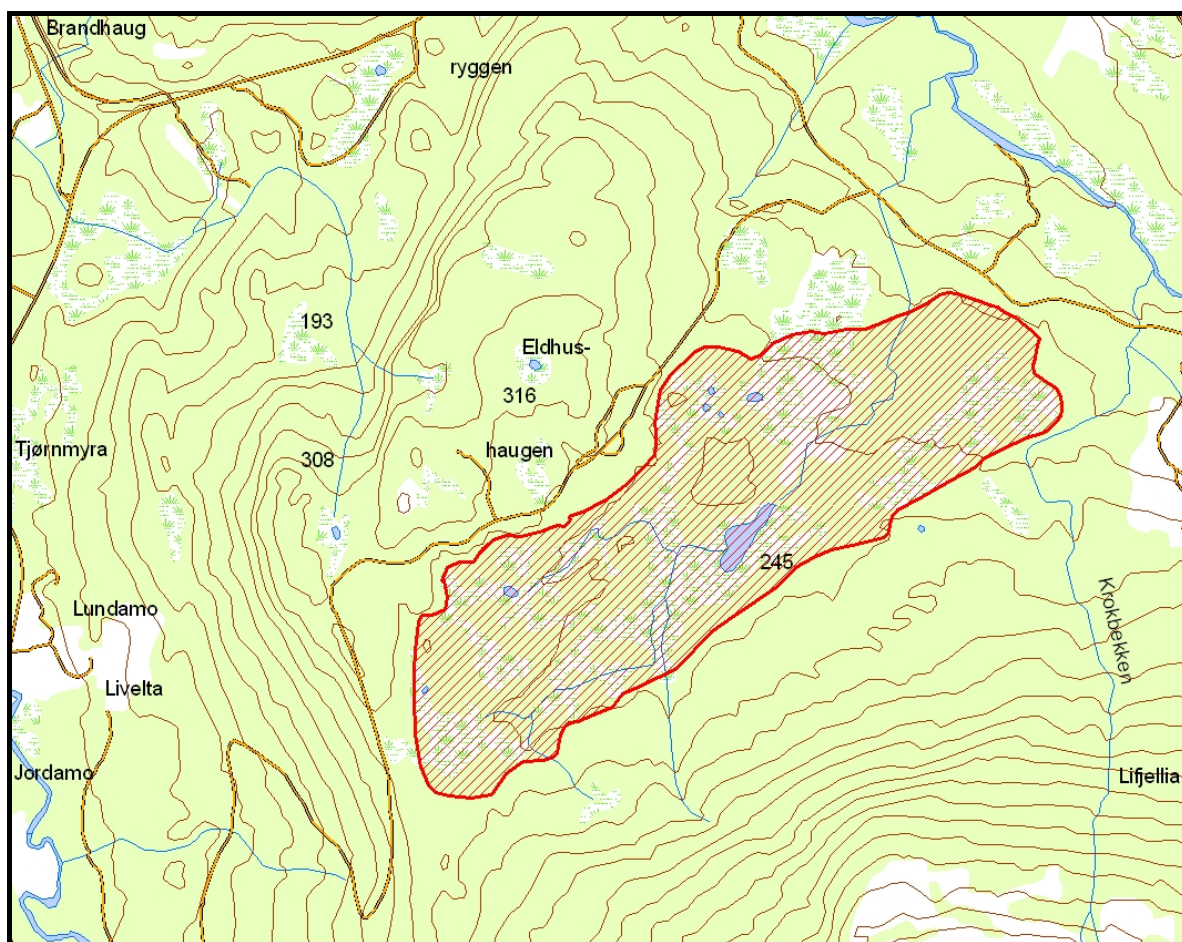 Brandhaug
ryggen
193
Eldhus-
316
haugen
Tjørnmyra
308
245
Lundamo
Krokbekken
Livelta
Jordamo
Lifjellia